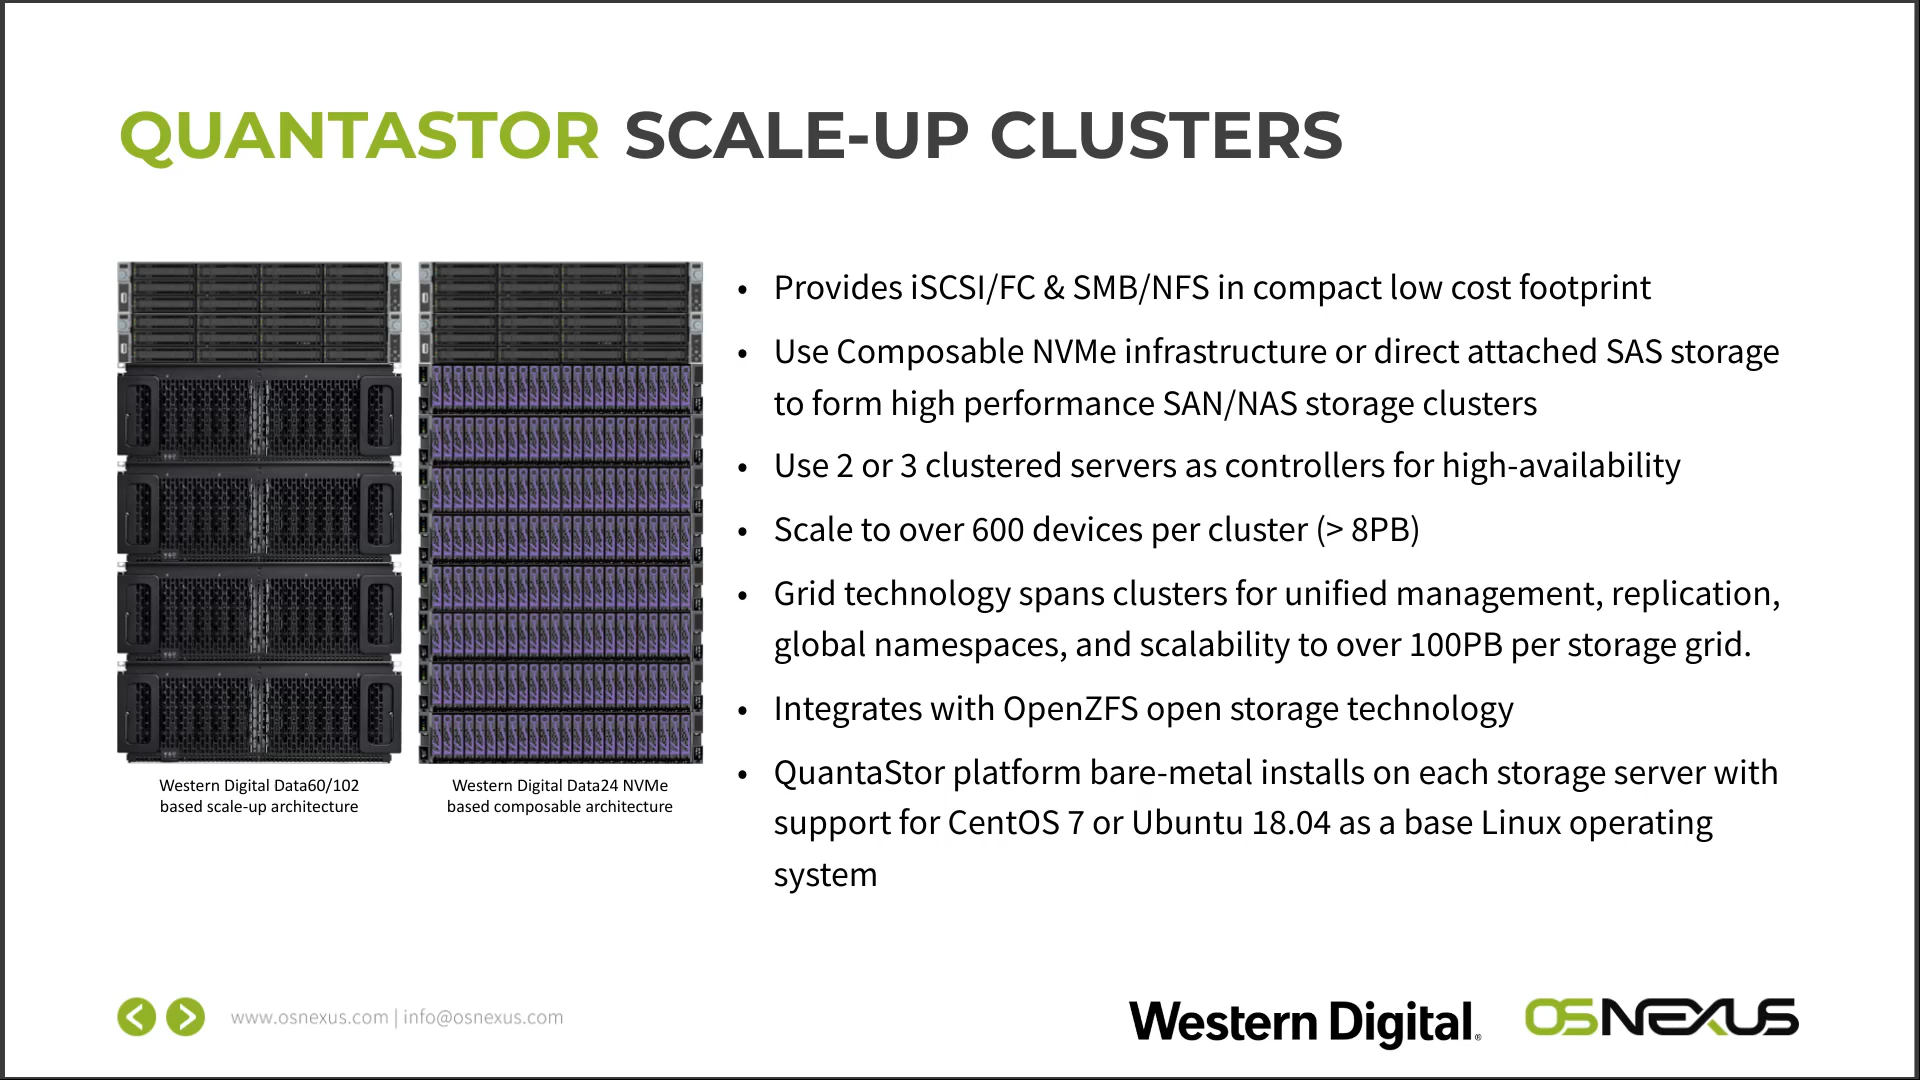 QUANTASTOR SCALE-UP CLUSTERS
• Provides iSCSI/FC & SMB/NFS in compact low cost footprint
• Use Composable NVMe infrastructure or direct attached SAS storage
to form high performance SAN/NAS storage clusters
• Use 2 or 3 clustered servers as controllers for high-availability
• Scale to over 600 devices per cluster (> 8PB)
• Grid technology spans clusters for unified management, replication,
global namespaces, and scalability to over 100PB per storage grid.
• Integrates with OpenZFS open storage technology
• QuantaStor platform bare-metal installs on each storage server with
support for CentOS 7 or Ubuntu 18.04 as a base Linux operating
system
Western Digital Data60/102
based scale-up architecture
Western Digital Data24 NVMe
based composable architecture
www.osnexus.com | info@osnexus.com
Western Digital®
OSNEXUS